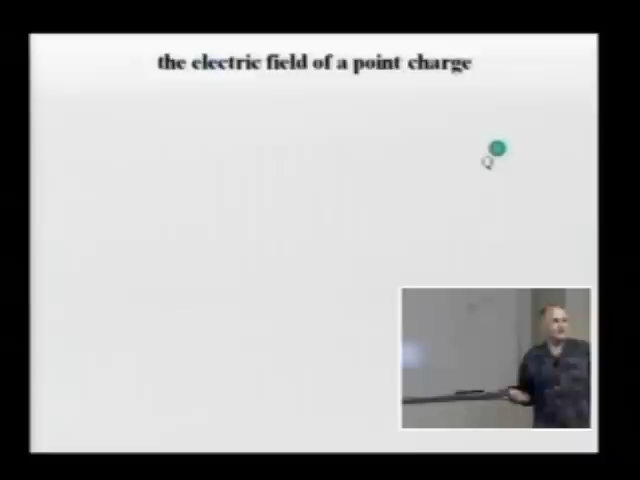 the electric field of a point charge
Q